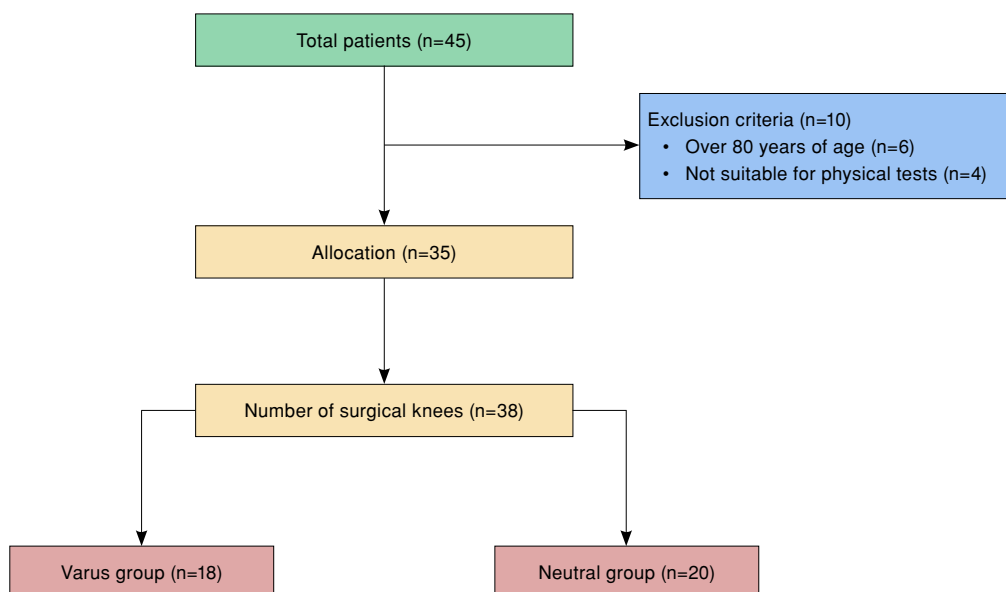 Total patients (n=45)
Exclusion criteria (n=10)
• Over 80 years of age (n=6)
• Not suitable for physical tests (n=4)
Allocation (n=35)
Number of surgical knees (n=38)
Varus group (n=18)
Neutral group (n=20)